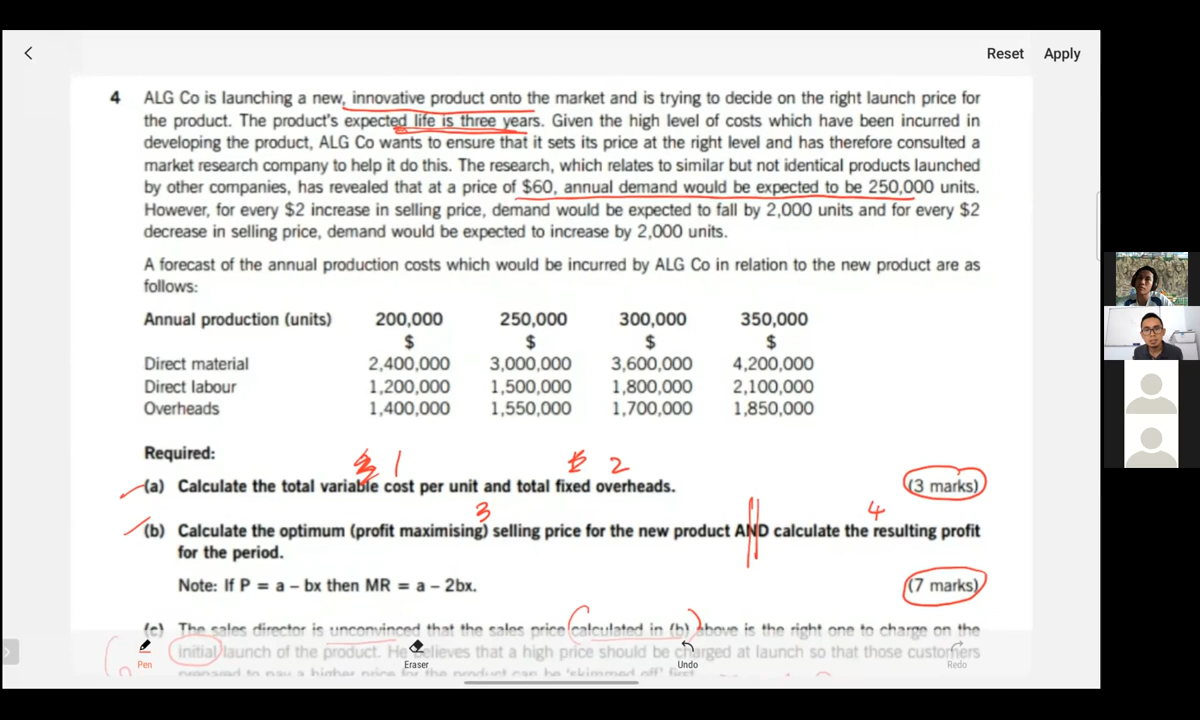 Reset Apply
4 ALG Co is launching a new, innovative product onto the market and is trying to decide on the right launch price for
the product. The product's expected life is three years. Given the high level of costs which have been incurred in
developing the product, ALG Co wants to ensure that it sets its price at the right level and has therefore consulted a
market research company to help it do this. The research, which relates to similar but not identical products launched
by other companies, has revealed that at a price of $60, annual demand would be expected to be 250,000 units.
However, for every $2 increase in selling price, demand would be expected to fall by 2,000 units and for every $2
decrease in selling price, demand would be expected to increase by 2,000 units.
A forecast of the annual production costs which would be incurred by ALG Co in relation to the new product are as
follows:
Annual production (units) 200,000 250,000 300,000 350,000
$ $ $ $
Direct material 2,400,000 3,000,000 3,600,000 4,200,000
Direct labour 1,200,000 1,500,000 1,800,000 2,100,000
Overheads 1,400,000 1,550,000 1,700,000 1,850,000
Required:
1 2
(a) Calculate the total variable cost per unit and total fixed overheads. (3 marks)
3 4
(b) Calculate the optimum (profit maximising) selling price for the new product AND calculate the resulting profit
for the period.
Note: If P = a – bx then MR = a – 2bx. (7 marks)
(c) The sales director is unconvinced that the sales price calculated in (b) above is the right one to charge on the
initial launch of the product. He believes that a high price should be charged at launch so that those customers
prepared to pay a higher price for the product can be 'skimmed off' first
Pen Eraser Undo Redo